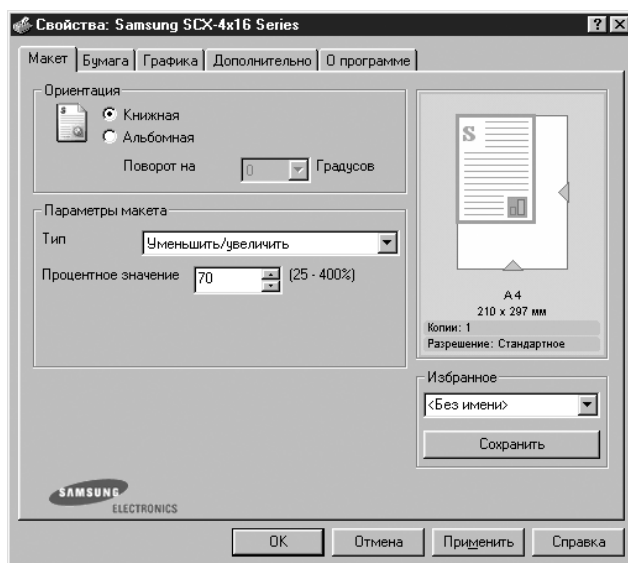 Свойства: Samsung SCX-4x16 Series
Макет Бумага Графика Дополнительно О программе
Ориентация
Книжная
Альбомная
Поворот на 0 Градусов
Параметры макета
Тип Уменьшить/увеличить
Процентное значение 70 (25 - 400%)
S
A4
210 x 297 мм
Копии: 1
Разрешение: Стандартное
Избранное
<Без имени>
Сохранить
SAMSUNG
ELECTRONICS
OK Отмена Применить Справка